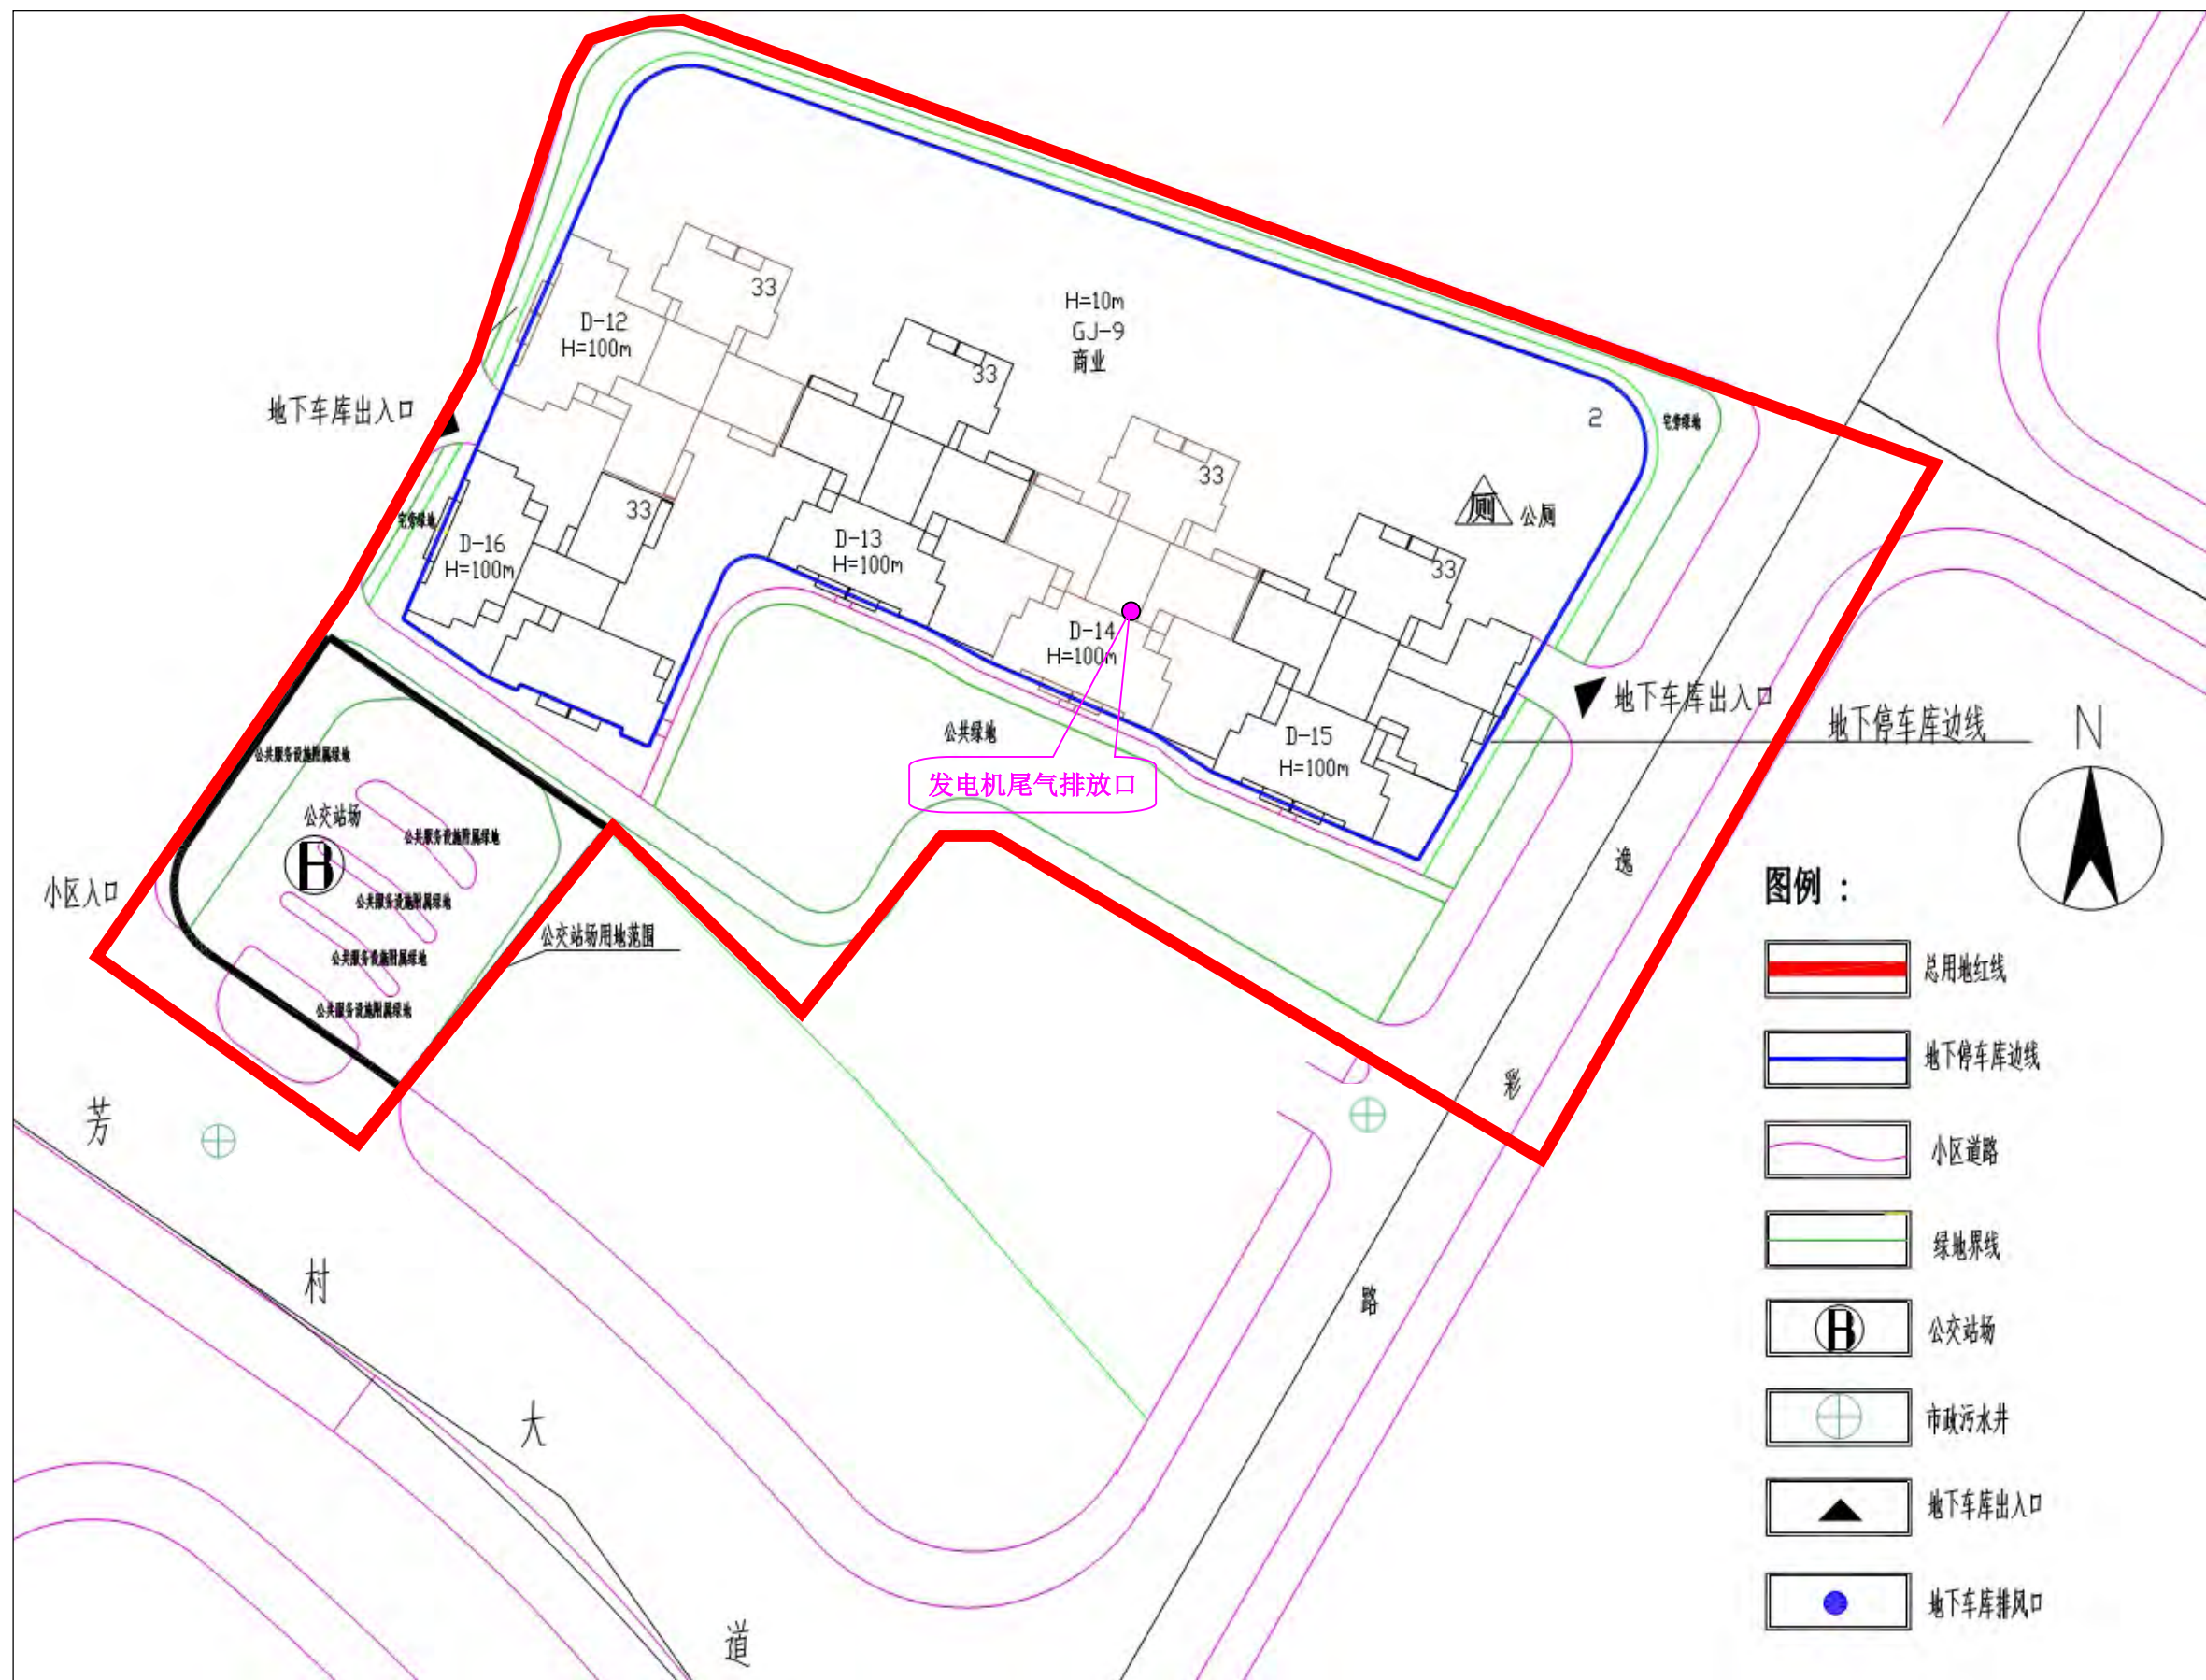 33
D-12
H=100m
H=10m
GJ-9
商业
33
地下车库出入口
2
宅旁绿地
33
33
厕
公厕
宅旁绿地
D-16
H=100m
D-13
H=100m
33
D-14
H=100m
地下车库出入口
地下停车库边线
N
公共绿地
D-15
H=100m
发电机尾气排放口
公共服务设施附属绿地
公交站场
公共服务设施附属绿地
小区入口
公共服务设施附属绿地
公交站场用地范围
公共服务设施附属绿地
公共服务设施附属绿地
逸
彩
路
芳
村
大
道
图例：
总用地红线
地下停车库边线
小区道路
绿地界线
公交站场
市政污水井
地下车库出入口
地下车库排风口